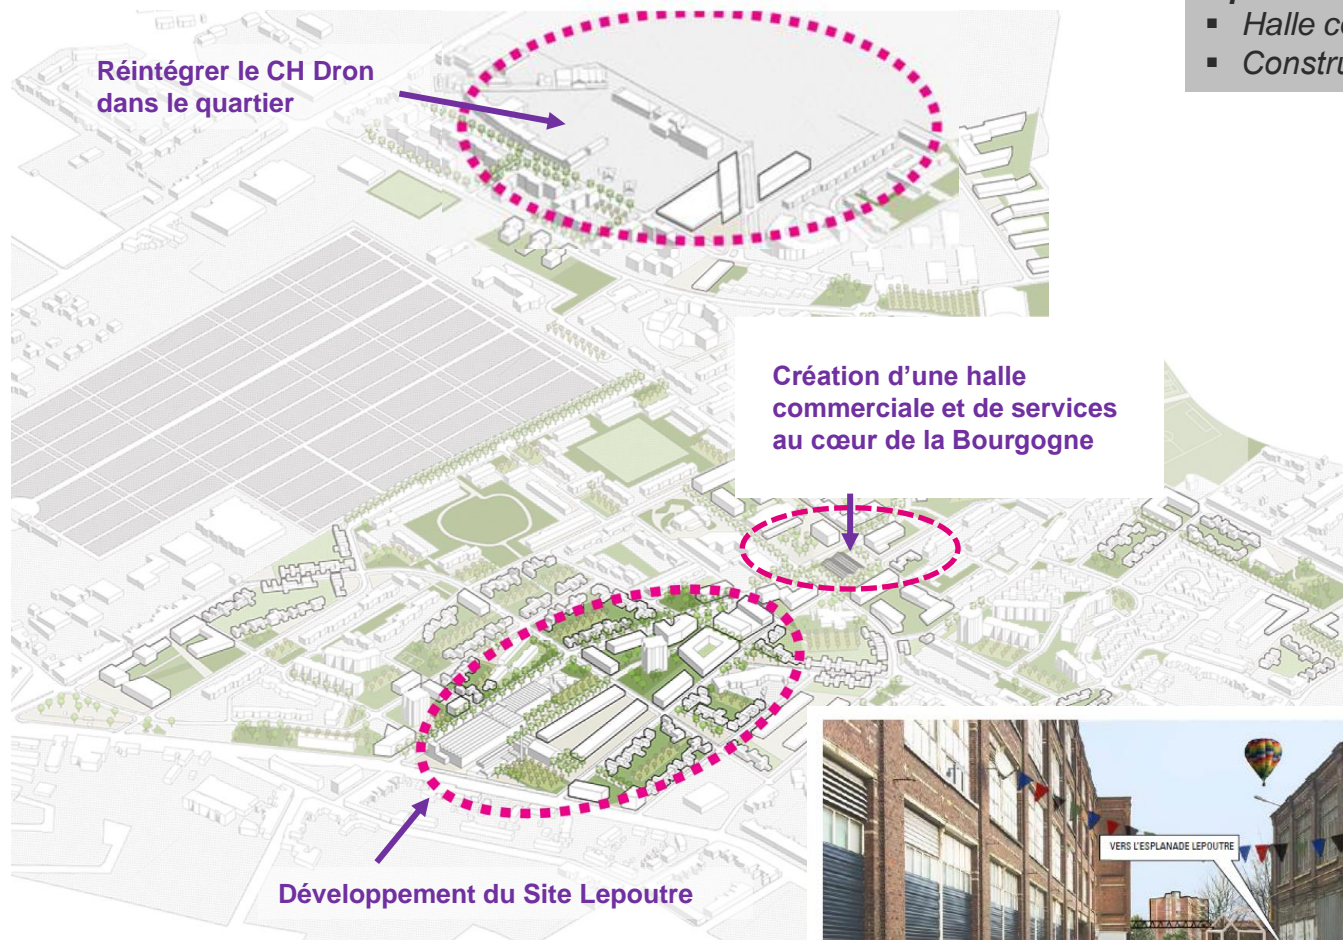 ▪ Halle
▪
Réintégrer le CH Dron
dans le quartier
Création d’une halle
commerciale et de services
au cœur de la Bourgogne
VERS L'ESPLANADE LEPOUTRE
Développement du Site Lepoutre